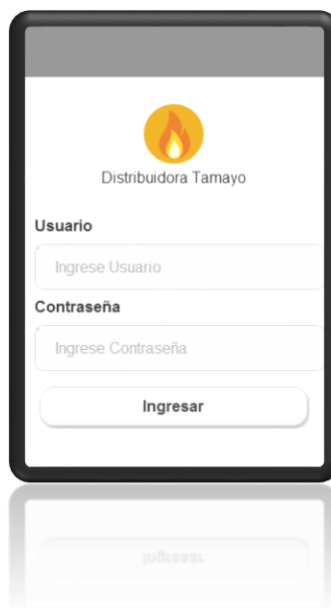 Distribuidora Tamayo
Usuario
Ingrese Usuario
Contraseña
Ingrese Contraseña
Ingresar